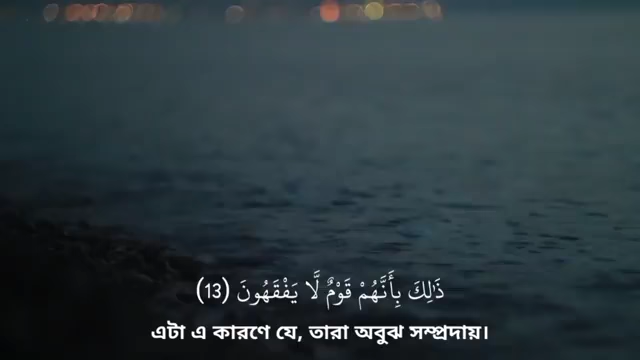 ذَٰلِكَ بِأَنَّهُمْ قَوْمٌ لَّا يَفْقَهُونَ (13)
এটা এ কারণে যে, তারা অবুঝ সম্প্রদায়।